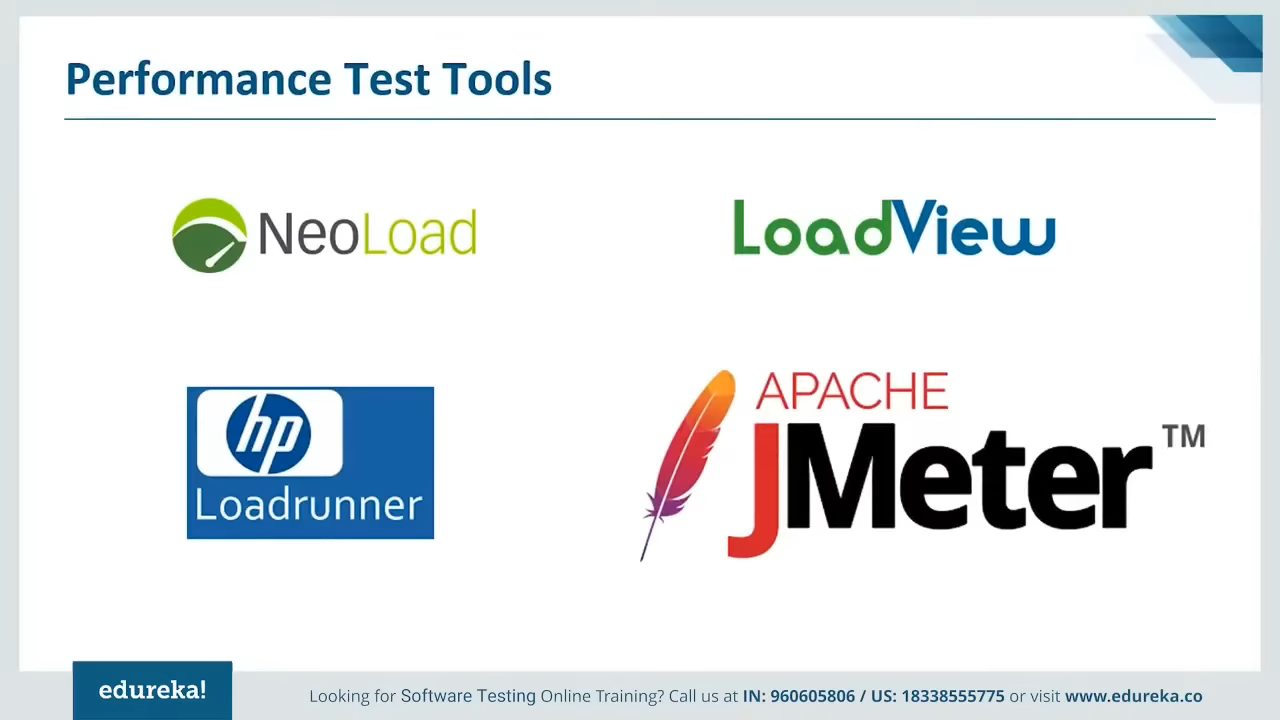 Performance Test Tools
NeoLoad
LoadView
hp
Loadrunner
APACHE
JMeter™
edureka!
Looking for Software Testing Online Training? Call us at IN: 960605806 / US: 18338555775 or visit www.edureka.co